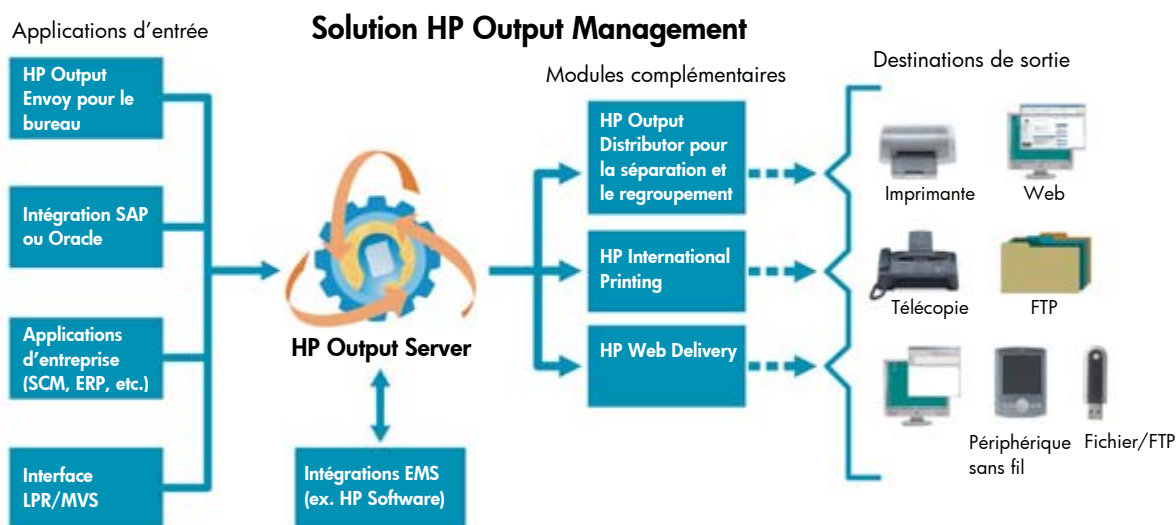 Solution HP Output Management
Applications d'entrée
HP Output
Envoy pour le
bureau
Intégration SAP
ou Oracle
Applications
d'entreprise
(SCM, ERP, etc.)
Interface
LPR/MVS
HP Output Server
Intégrations EMS
(ex. HP Software)
Modules complémentaires
HP Output
Distributor pour
la séparation et
le regroupement
HP International
Printing
HP Web Delivery
Destinations de sortie
Imprimante
Web
Télécopie
FTP
Périphérique
sans fil
Fichier/FTP